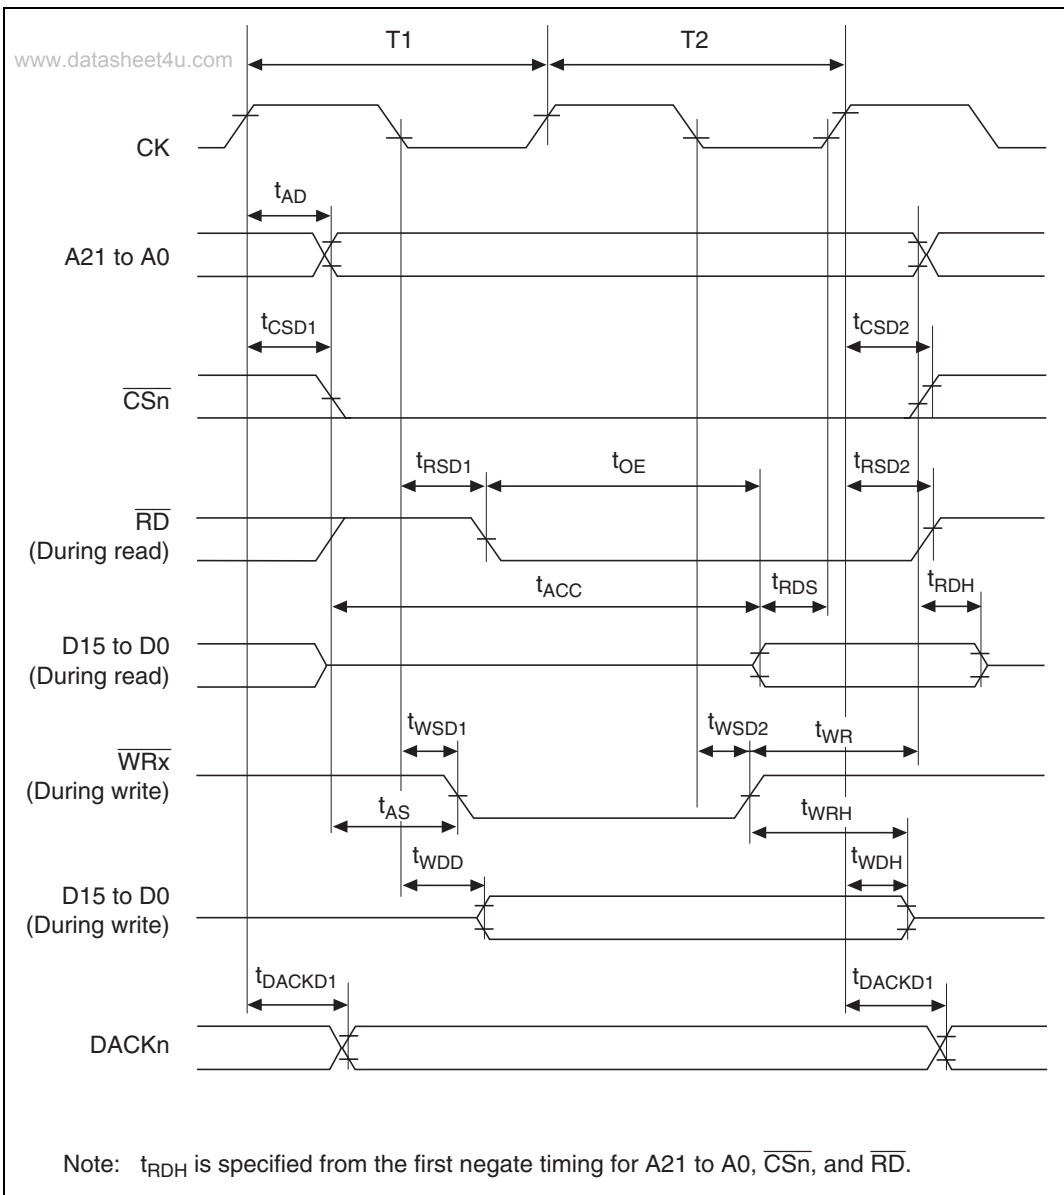 www.datasheet4u.com
T1 T2
CK
tAD
A21 to A0
tCSD1 tCSD2
CSn
tRSD1 tOE tRSD2
RD
(During read)
tACC tRDS tRDH
D15 to D0
(During read)
tWSD1 tWSD2 tWR
WRx
(During write)
tAS tWRH
tWDD tWDH
D15 to D0
(During write)
tDACKD1 tDACKD1
DACKn
Note: tRDH is specified from the first negate timing for A21 to A0, CSn, and RD.